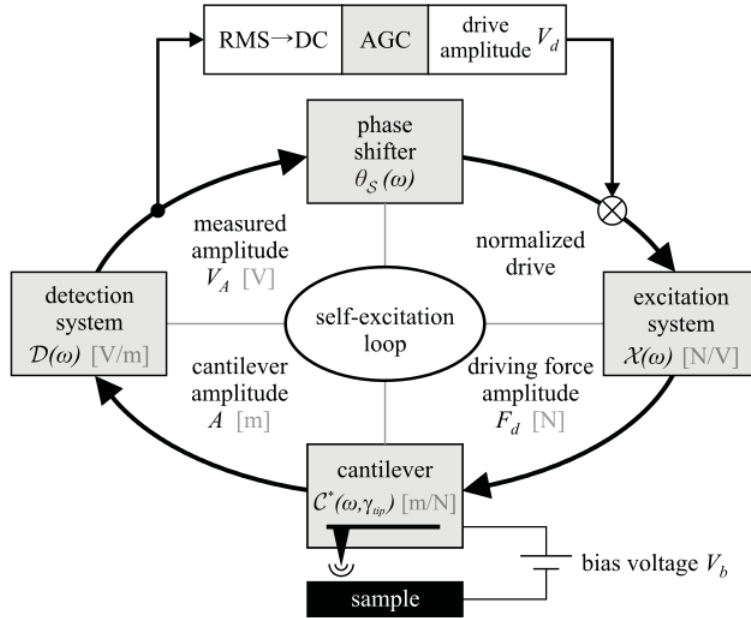 RMS→DC
AGC
drive
amplitude V_d
phase
shifter
θ_S(ω)
measured
amplitude
V_A [V]
normalized
drive
detection
system
D(ω) [V/m]
self-excitation
loop
excitation
system
X(ω) [N/V]
cantilever
amplitude
A [m]
driving force
amplitude
F_d [N]
cantilever
C*(ω,γ_tip) [m/N]
bias voltage V_b
sample